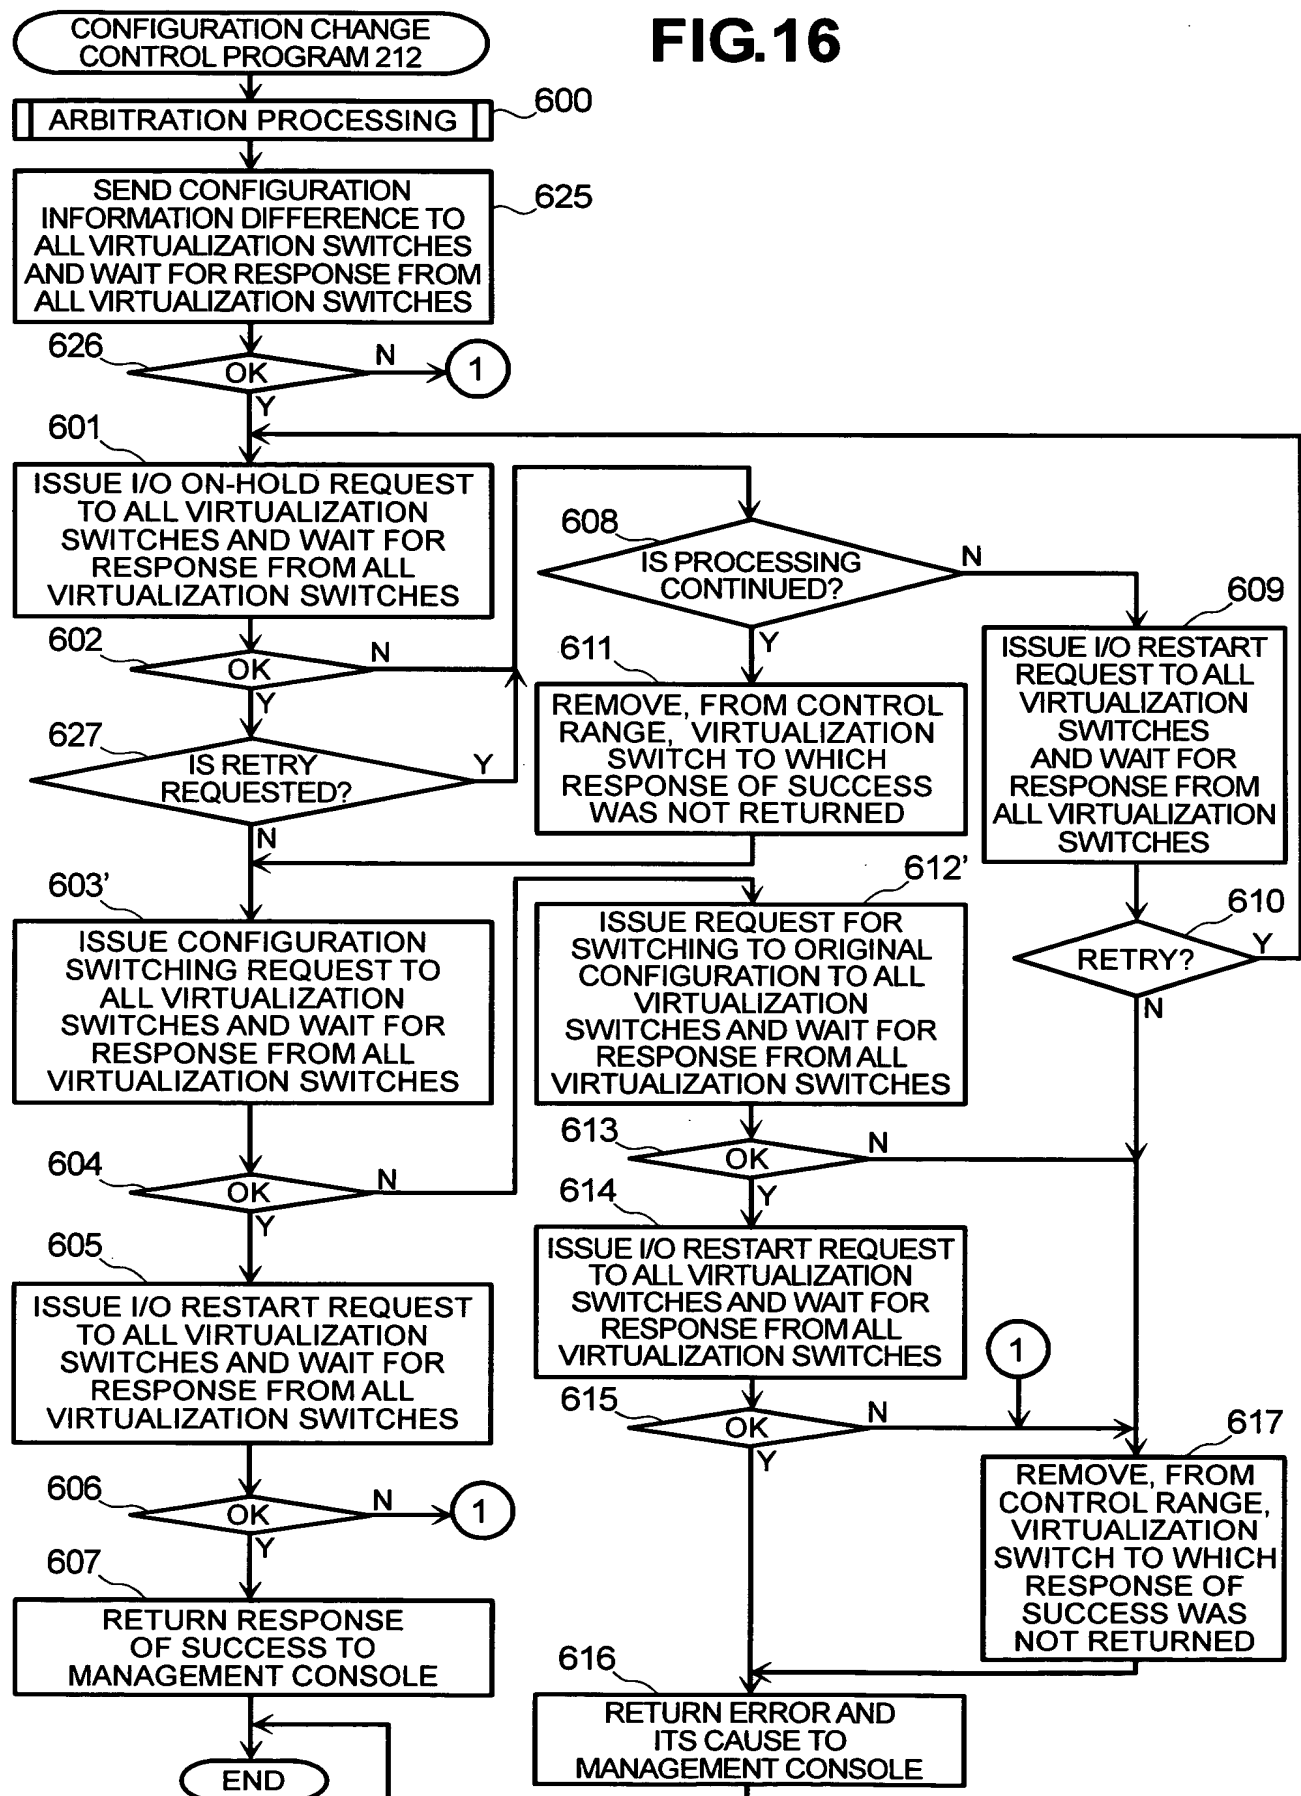 FIG.16
CONFIGURATION CHANGE
CONTROL PROGRAM 212
ARBITRATION PROCESSING
600
SEND CONFIGURATION
INFORMATION DIFFERENCE TO
ALL VIRTUALIZATION SWITCHES
AND WAIT FOR RESPONSE FROM
ALL VIRTUALIZATION SWITCHES
625
626
OK
N
1
Y
601
ISSUE I/O ON-HOLD REQUEST
TO ALL VIRTUALIZATION
SWITCHES AND WAIT FOR
RESPONSE FROM ALL
VIRTUALIZATION SWITCHES
602
OK
N
Y
627
IS RETRY
REQUESTED?
Y
N
608
IS PROCESSING
CONTINUED?
N
Y
611
REMOVE, FROM CONTROL
RANGE, VIRTUALIZATION
SWITCH TO WHICH
RESPONSE OF SUCCESS
WAS NOT RETURNED
609
ISSUE I/O RESTART
REQUEST TO ALL
VIRTUALIZATION
SWITCHES
AND WAIT FOR
RESPONSE FROM
ALL VIRTUALIZATION
SWITCHES
610
RETRY?
Y
N
603'
ISSUE CONFIGURATION
SWITCHING REQUEST TO
ALL VIRTUALIZATION
SWITCHES AND WAIT FOR
RESPONSE FROM ALL
VIRTUALIZATION SWITCHES
604
OK
N
Y
612'
ISSUE REQUEST FOR
SWITCHING TO ORIGINAL
CONFIGURATION TO ALL
VIRTUALIZATION
SWITCHES AND WAIT FOR
RESPONSE FROM ALL
VIRTUALIZATION SWITCHES
613
OK
N
Y
605
ISSUE I/O RESTART REQUEST
TO ALL VIRTUALIZATION
SWITCHES AND WAIT FOR
RESPONSE FROM ALL
VIRTUALIZATION SWITCHES
614
ISSUE I/O RESTART REQUEST
TO ALL VIRTUALIZATION
SWITCHES AND WAIT FOR
RESPONSE FROM ALL
VIRTUALIZATION SWITCHES
1
615
OK
N
Y
606
OK
N
1
Y
617
REMOVE, FROM
CONTROL RANGE,
VIRTUALIZATION
SWITCH TO WHICH
RESPONSE OF
SUCCESS WAS
NOT RETURNED
607
RETURN RESPONSE
OF SUCCESS TO
MANAGEMENT CONSOLE
616
RETURN ERROR AND
ITS CAUSE TO
MANAGEMENT CONSOLE
END